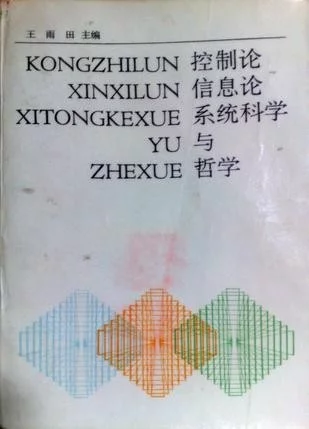 王雨田 主编
KONGZHILUN 控制论
XINXILUN 信息论
XITONGKEXUE 系统科学
YU 与
ZHEXUE 哲学